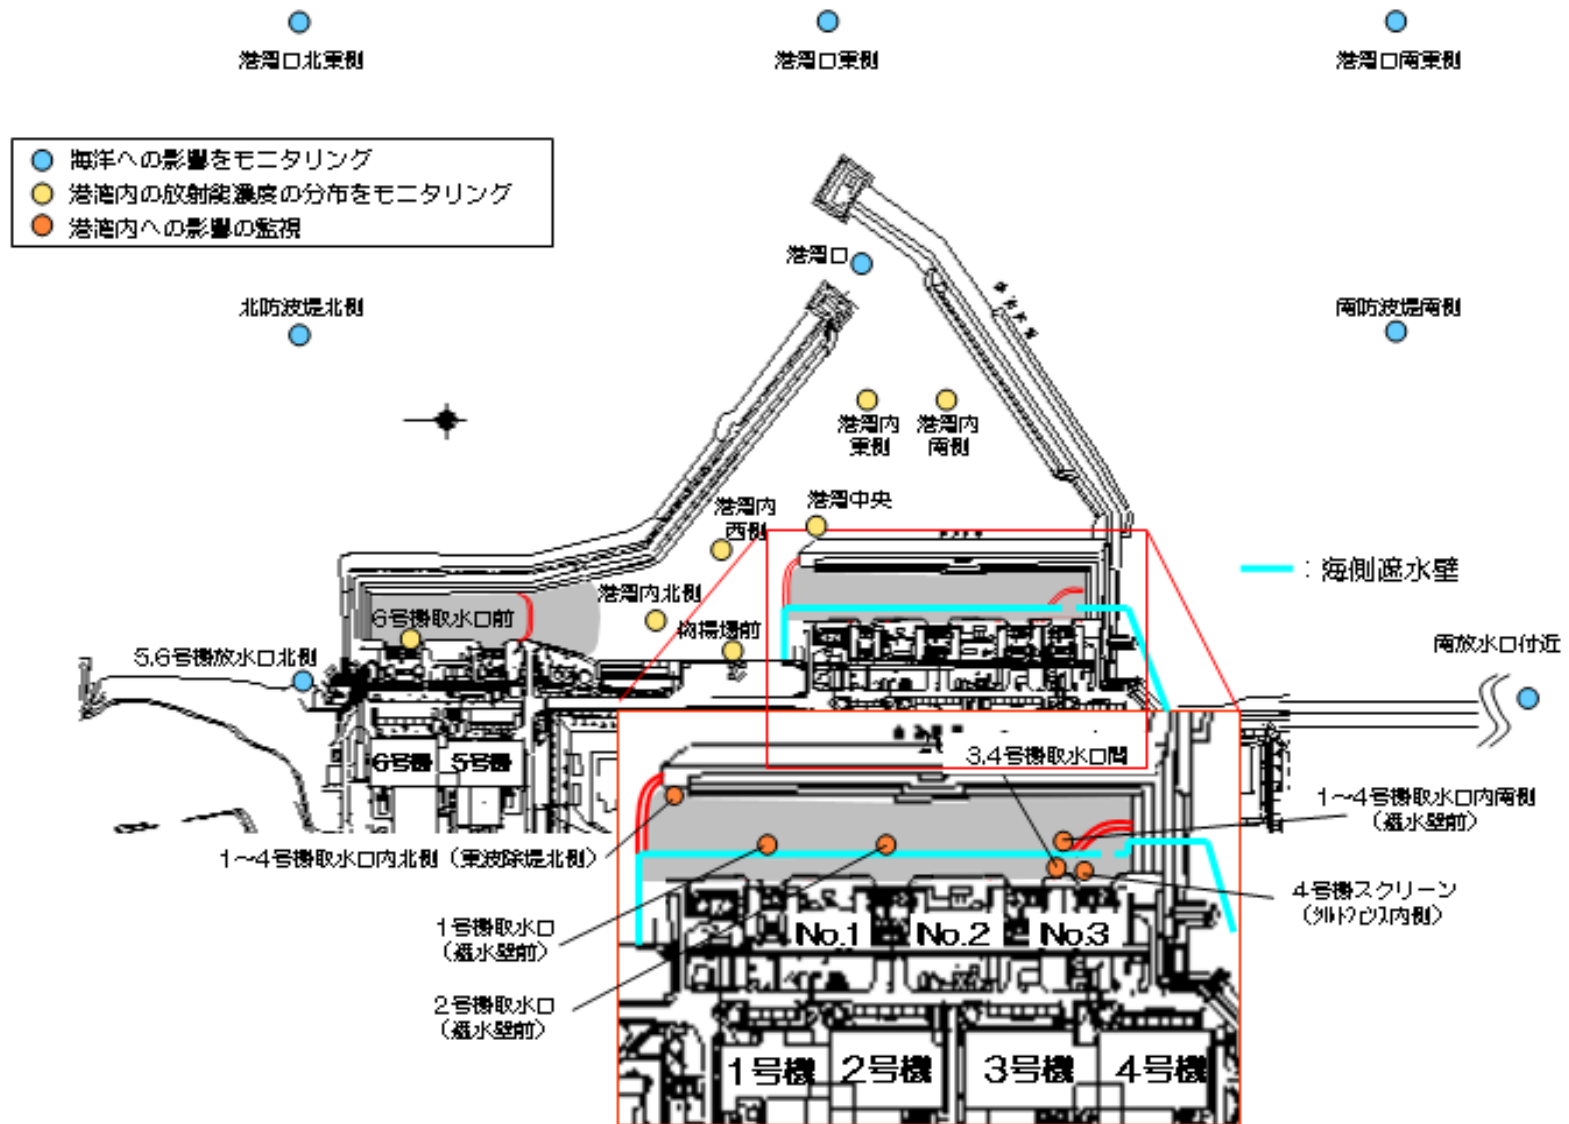 港湾口北東側
港湾口東側
港湾口南東側
海洋への影響をモニタリング
港湾内の放射能濃度の分布をモニタリング
港湾内への影響の監視
港湾口
北防波堤北側
南防波堤南側
港湾内
東側
港湾内
南側
港湾中央
港湾内
西側
：海側遮水壁
港湾内北側
6号機取水口前
物揚場前
5,6号機放水口北側
南放水口付近
6号機
5号機
3,4号機取水口間
1～4号機取水口内南側
（遮水壁前）
1～4号機取水口内北側（東波除堤北側）
4号機スクリーン
（シルトフェンス内側）
1号機取水口
（遮水壁前）
No.1
No.2
No.3
2号機取水口
（遮水壁前）
1号機
2号機
3号機
4号機